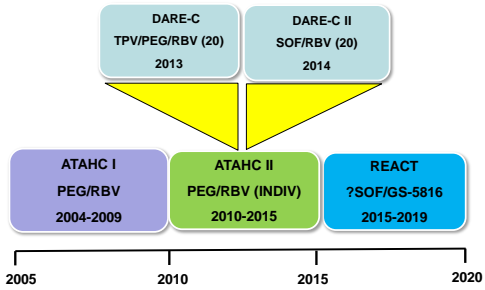 DARE-C
TPV/PEG/RBV (20)
2013
DARE-C II
SOF/RBV (20)
2014
ATAHC I
PEG/RBV
2004-2009
ATAHC II
PEG/RBV (INDIV)
2010-2015
REACT
?SOF/GS-5816
2015-2019
2005
2010
2015
2020